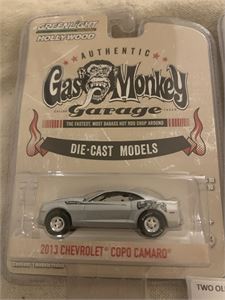 GREENLIGHT
HOLLYWOOD
AUTHENTIC
Gas Monkey
Garage
THE FASTEST, MOST BADASS HOT ROD SHOP AROUND
DIE-CAST MODELS
2013 CHEVROLET COPO CAMARO
TWO OL